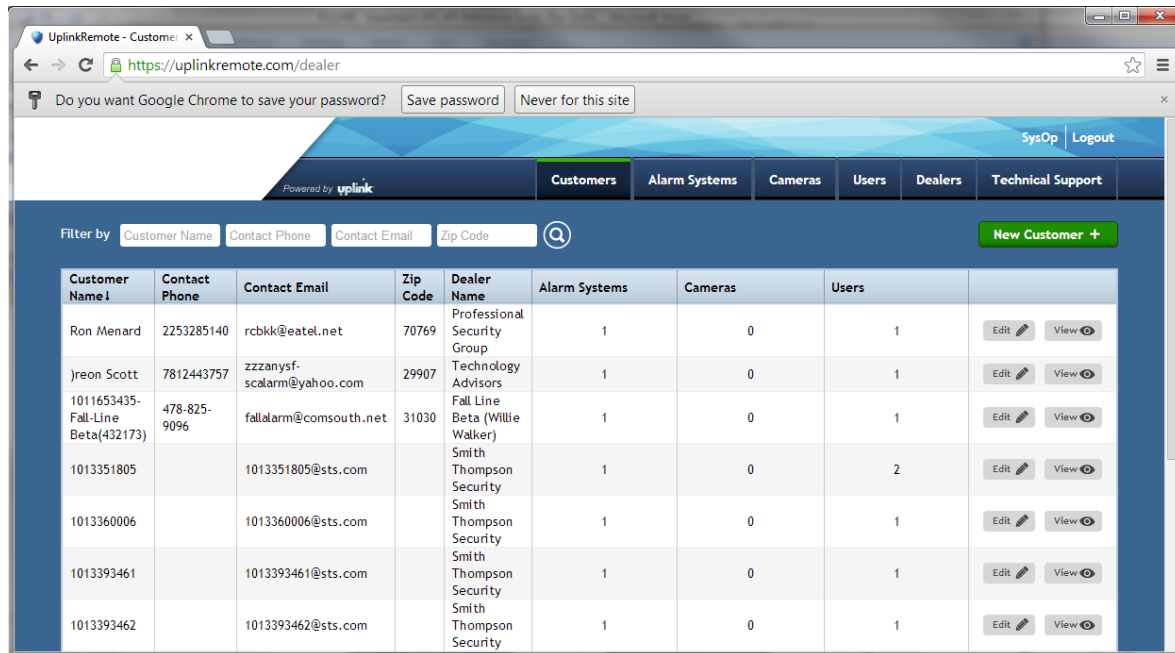 UplinkRemote - Custome
https://uplinkremote.com/dealer
Do you want Google Chrome to save your password? Save password Never for this site
SysOp Logout
Powered by uplink
Customers Alarm Systems Cameras Users Dealers Technical Support
Filter by Customer Name Contact Phone Contact Email Zip Code
New Customer +
Customer Name↓ Contact Phone Contact Email Zip Code Dealer Name Alarm Systems Cameras Users
Ron Menard 2253285140 rcbkk@eatel.net 70769 Professional Security Group 1 0 1 Edit View
)reon Scott 7812443757 zzzanysf-scalarm@yahoo.com 29907 Technology Advisors 1 0 1 Edit View
1011653435-Fall-Line Beta(432173) 478-825-9096 fallalarm@comsouth.net 31030 Fall Line Beta (Willie Walker) 1 0 1 Edit View
1013351805 1013351805@sts.com Smith Thompson Security 1 0 2 Edit View
1013360006 1013360006@sts.com Smith Thompson Security 1 0 1 Edit View
1013393461 1013393461@sts.com Smith Thompson Security 1 0 1 Edit View
1013393462 1013393462@sts.com Smith Thompson Security 1 0 1 Edit View